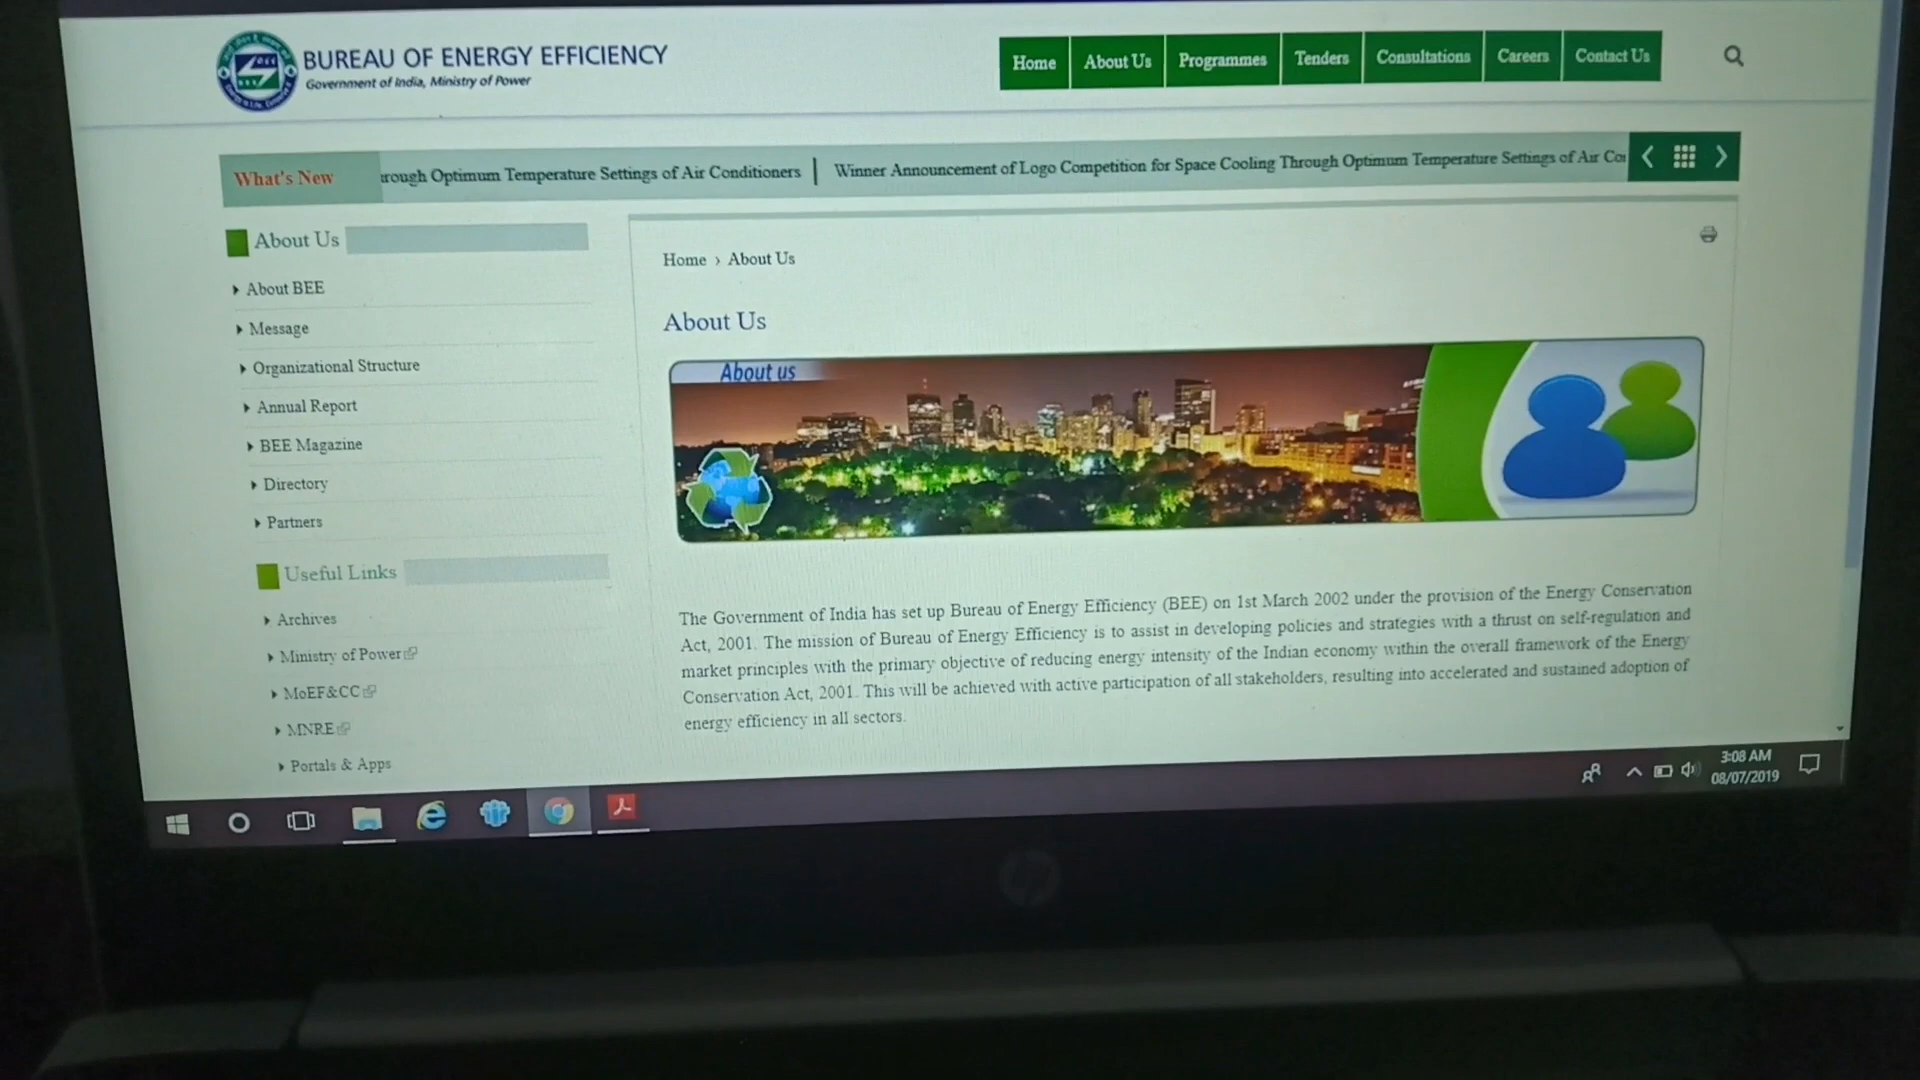 BUREAU OF ENERGY EFFICIENCY
Government of India, Ministry of Power
Home About Us Programmes Tenders Consultations Careers Contact Us
What's New
rough Optimum Temperature Settings of Air Conditioners | Winner Announcement of Logo Competition for Space Cooling Through Optimum Temperature Settings of Air Con
About Us
About BEE
Message
Organizational Structure
Annual Report
BEE Magazine
Directory
Partners
Useful Links
Archives
Ministry of Power
MoEF&CC
MNRE
Portals & Apps
Home › About Us
About Us
About us
The Government of India has set up Bureau of Energy Efficiency (BEE) on 1st March 2002 under the provision of the Energy Conservation
Act, 2001. The mission of Bureau of Energy Efficiency is to assist in developing policies and strategies with a thrust on self-regulation and
market principles with the primary objective of reducing energy intensity of the Indian economy within the overall framework of the Energy
Conservation Act, 2001. This will be achieved with active participation of all stakeholders, resulting into accelerated and sustained adoption of
energy efficiency in all sectors.
3:08 AM
08/07/2019
hp